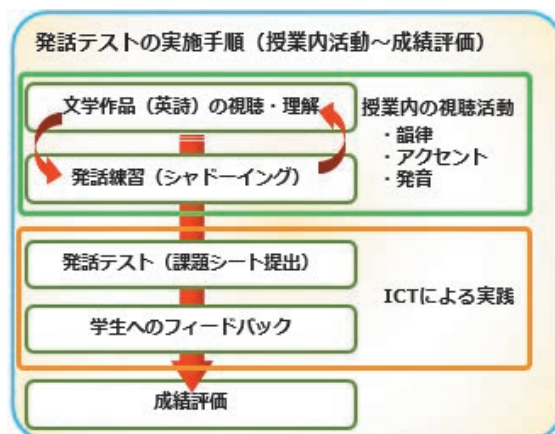 発話テストの実施手順（授業内活動～成績評価）
文学作品（英詩）の視聴・理解
授業内の視聴活動
・韻律
・アクセント
・発音
発話練習（シャドーイング）
発話テスト（課題シート提出）
ICTによる実践
学生へのフィードバック
成績評価